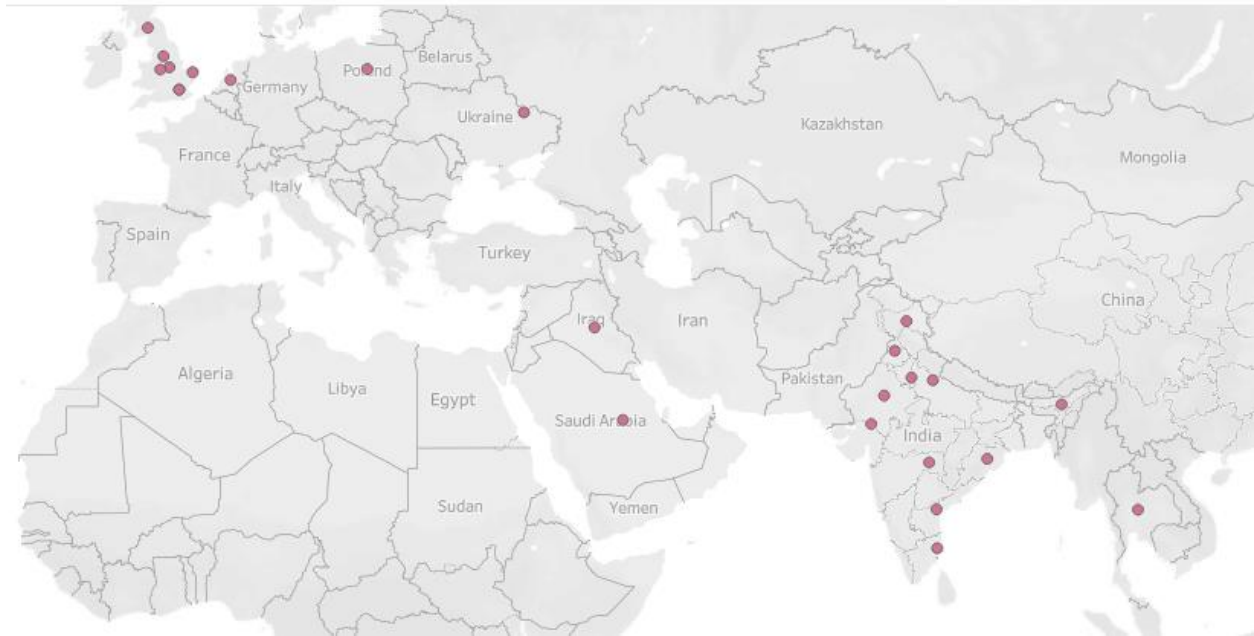 Belarus
Poland
Germany
Ukraine
Kazakhstan
France
Mongolia
Italy
Spain
Turkey
China
Iraq
Iran
Algeria
Pakistan
Libya
Egypt
Saudi Arabia
India
Sudan
Yemen